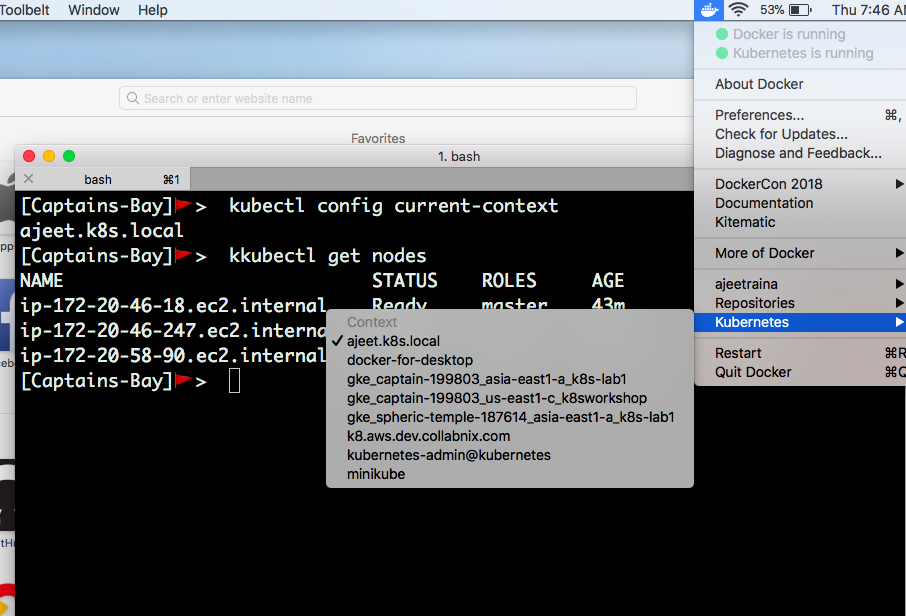 Toolbelt Window Help 53% Thu 7:46
Docker is running
Kubernetes is running
About Docker
Preferences... ⌘,
Check for Updates...
Diagnose and Feedback...
DockerCon 2018
Documentation
Kitematic
More of Docker
ajeetraina
Repositories
Kubernetes
Restart ⌘R
Quit Docker ⌘Q
Search or enter website name
Favorites
1. bash
bash ⌘1
[Captains-Bay]> kubectl config current-context
ajeet.k8s.local
[Captains-Bay]> kkubectl get nodes
NAME STATUS ROLES AGE
ip-172-20-46-18.ec2.internal Ready master 43m
ip-172-20-46-247.ec2.interna
ip-172-20-58-90.ec2.internal
[Captains-Bay]>
Context
✓ ajeet.k8s.local
docker-for-desktop
gke_captain-199803_asia-east1-a_k8s-lab1
gke_captain-199803_us-east1-c_k8sworkshop
gke_spheric-temple-187614_asia-east1-a_k8s-lab1
k8.aws.dev.collabnix.com
kubernetes-admin@kubernetes
minikube